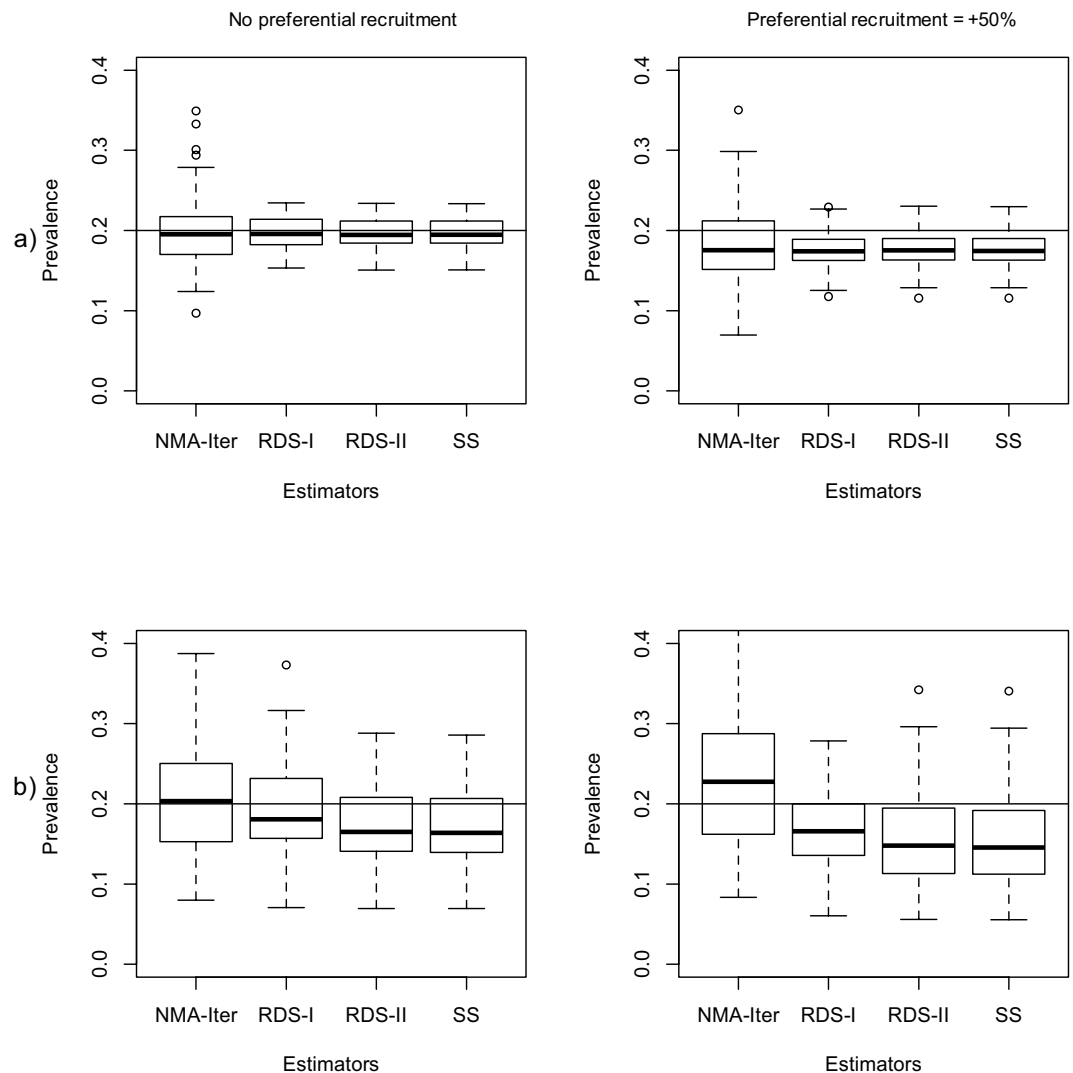 No preferential recruitment
Preferential recruitment = +50%
a)
Prevalence
0.0 0.1 0.2 0.3 0.4
NMA-Iter RDS-I RDS-II SS
Estimators
Prevalence
0.0 0.1 0.2 0.3 0.4
NMA-Iter RDS-I RDS-II SS
Estimators
b)
Prevalence
0.0 0.1 0.2 0.3 0.4
NMA-Iter RDS-I RDS-II SS
Estimators
Prevalence
0.0 0.1 0.2 0.3 0.4
NMA-Iter RDS-I RDS-II SS
Estimators